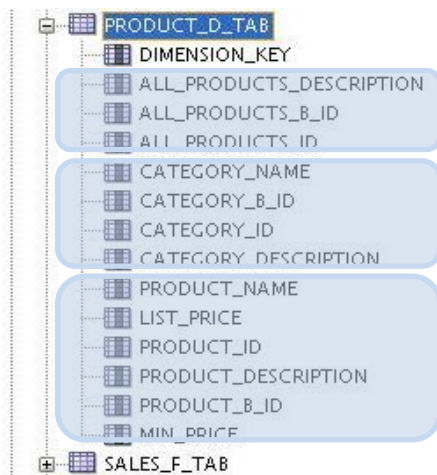 PRODUCT_D_TAB
DIMENSION_KEY
ALL_PRODUCTS_DESCRIPTION
ALL_PRODUCTS_B_ID
ALL_PRODUCTS_ID
CATEGORY_NAME
CATEGORY_B_ID
CATEGORY_ID
CATEGORY_DESCRIPTION
PRODUCT_NAME
LIST_PRICE
PRODUCT_ID
PRODUCT_DESCRIPTION
PRODUCT_B_ID
MIN_PRICE
SALES_F_TAB